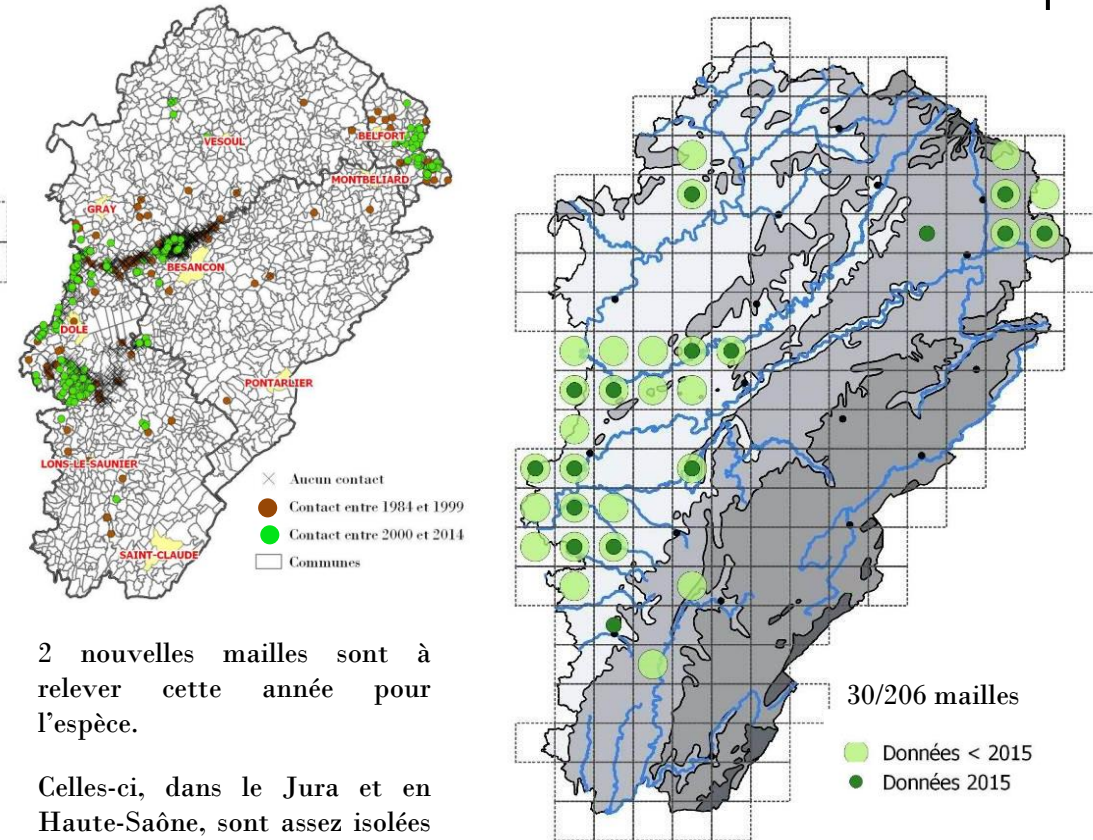 VESOUL
BELFORT
MONTBELIARD
GRAY
BESANCON
DOLE
PONTARLIER
LONS-LE-SAUNIER
SAINT-CLAUDE
Aucun contact
Contact entre 1984 et 1999
Contact entre 2000 et 2014
Communes
2 nouvelles mailles sont à
relever cette année pour
l'espèce.
Celles-ci, dans le Jura et en
Haute-Saône, sont assez isolées
30/206 mailles
Données < 2015
Données 2015